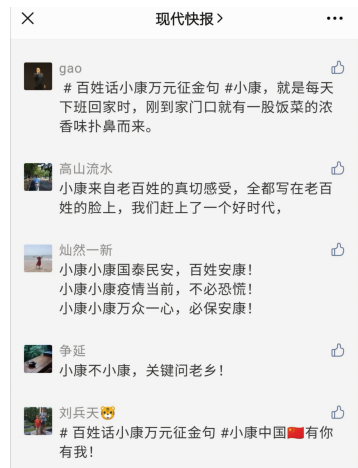 现代快报
gao
# 百姓话小康万元征金句 #小康，就是每天
下班回家时，刚到家门口就有一股饭菜的浓
香味扑鼻而来。
高山流水
小康来自老百姓的真切感受，全都写在老百
姓的脸上，我们赶上了一个好时代，
灿然一新
小康小康国泰民安，百姓安康！
小康小康疫情当前，不必恐慌！
小康小康万众一心，必保安康！
争延
小康不小康，关键问老乡！
刘兵天🐯
# 百姓话小康万元征金句 #小康中国🇨🇳有你
有我！